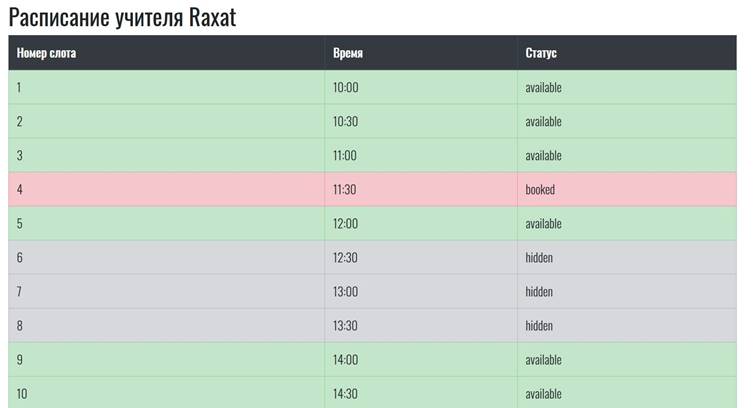 Расписание учителя Raxat
Номер слота Время Статус
1 10:00 available
2 10:30 available
3 11:00 available
4 11:30 booked
5 12:00 available
6 12:30 hidden
7 13:00 hidden
8 13:30 hidden
9 14:00 available
10 14:30 available